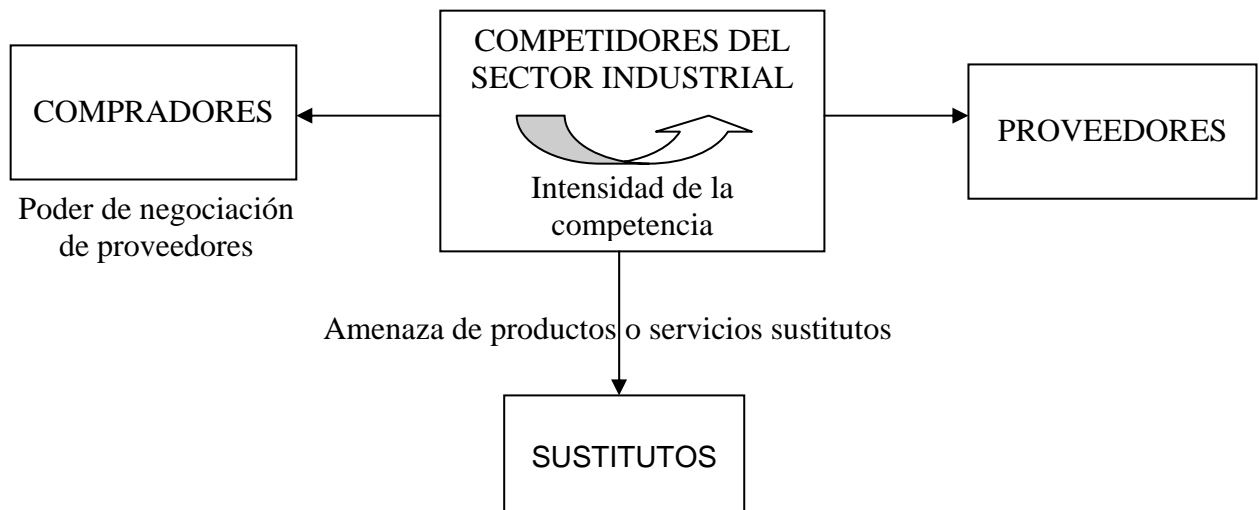 COMPETIDORES DEL
SECTOR INDUSTRIAL
Intensidad de la
competencia
COMPRADORES
Poder de negociación
de proveedores
PROVEEDORES
Amenaza de productos o servicios sustitutos
SUSTITUTOS